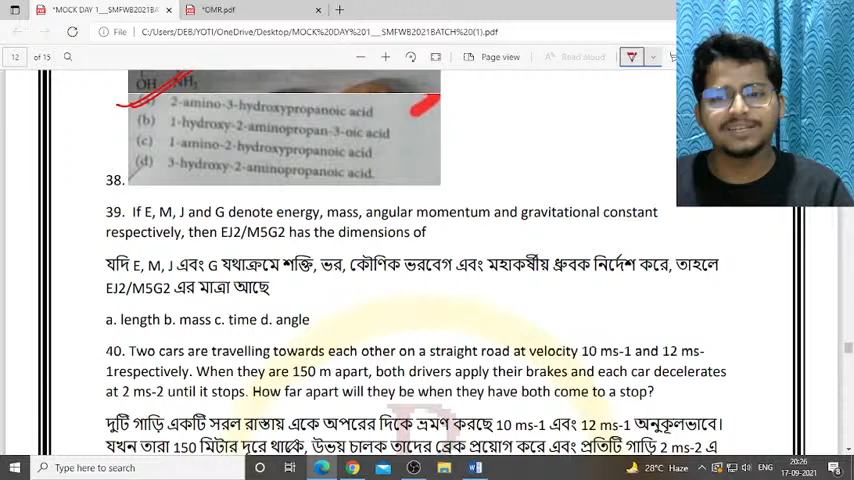 *MOCK DAY 1___SMFWB2021BATCH
*OMR.pdf
File
C:/Users/DEB/YOTI/OneDrive/Desktop/MOCK%20DAY%201___SMFWB2021BATCH%20(1).pdf
12 of 15
Page view
Read aloud
OH NH₂
(a) 2-amino-3-hydroxypropanoic acid
(b) 1-hydroxy-2-aminopropan-3-oic acid
(c) 1-amino-2-hydroxypropanoic acid
(d) 3-hydroxy-2-aminopropanoic acid.
38.
39. If E, M, J and G denote energy, mass, angular momentum and gravitational constant
respectively, then EJ2/M5G2 has the dimensions of
যদি E, M, J এবং G যথাক্রমে শক্তি, ভর, কৌণিক ভরবেগ এবং মহাকর্ষীয় ধ্রুবক নির্দেশ করে, তাহলে
EJ2/M5G2 এর মাত্রা আছে
a. length b. mass c. time d. angle
40. Two cars are travelling towards each other on a straight road at velocity 10 ms-1 and 12 ms-
1respectively. When they are 150 m apart, both drivers apply their brakes and each car decelerates
at 2 ms-2 until it stops. How far apart will they be when they have both come to a stop?
দুটি গাড়ি একটি সরল রাস্তায় একে অপরের দিকে ভ্রমণ করছে 10 ms-1 এবং 12 ms-1 অনুকূলভাবে।
যখন তারা 150 মিটার দূরে থাকে, উভয় চালক তাদের ব্রেক প্রয়োগ করে এবং প্রতিটি গাড়ি 2 ms-2 এ
Type here to search
28°C Haze
ENG
20:26
17-09-2021